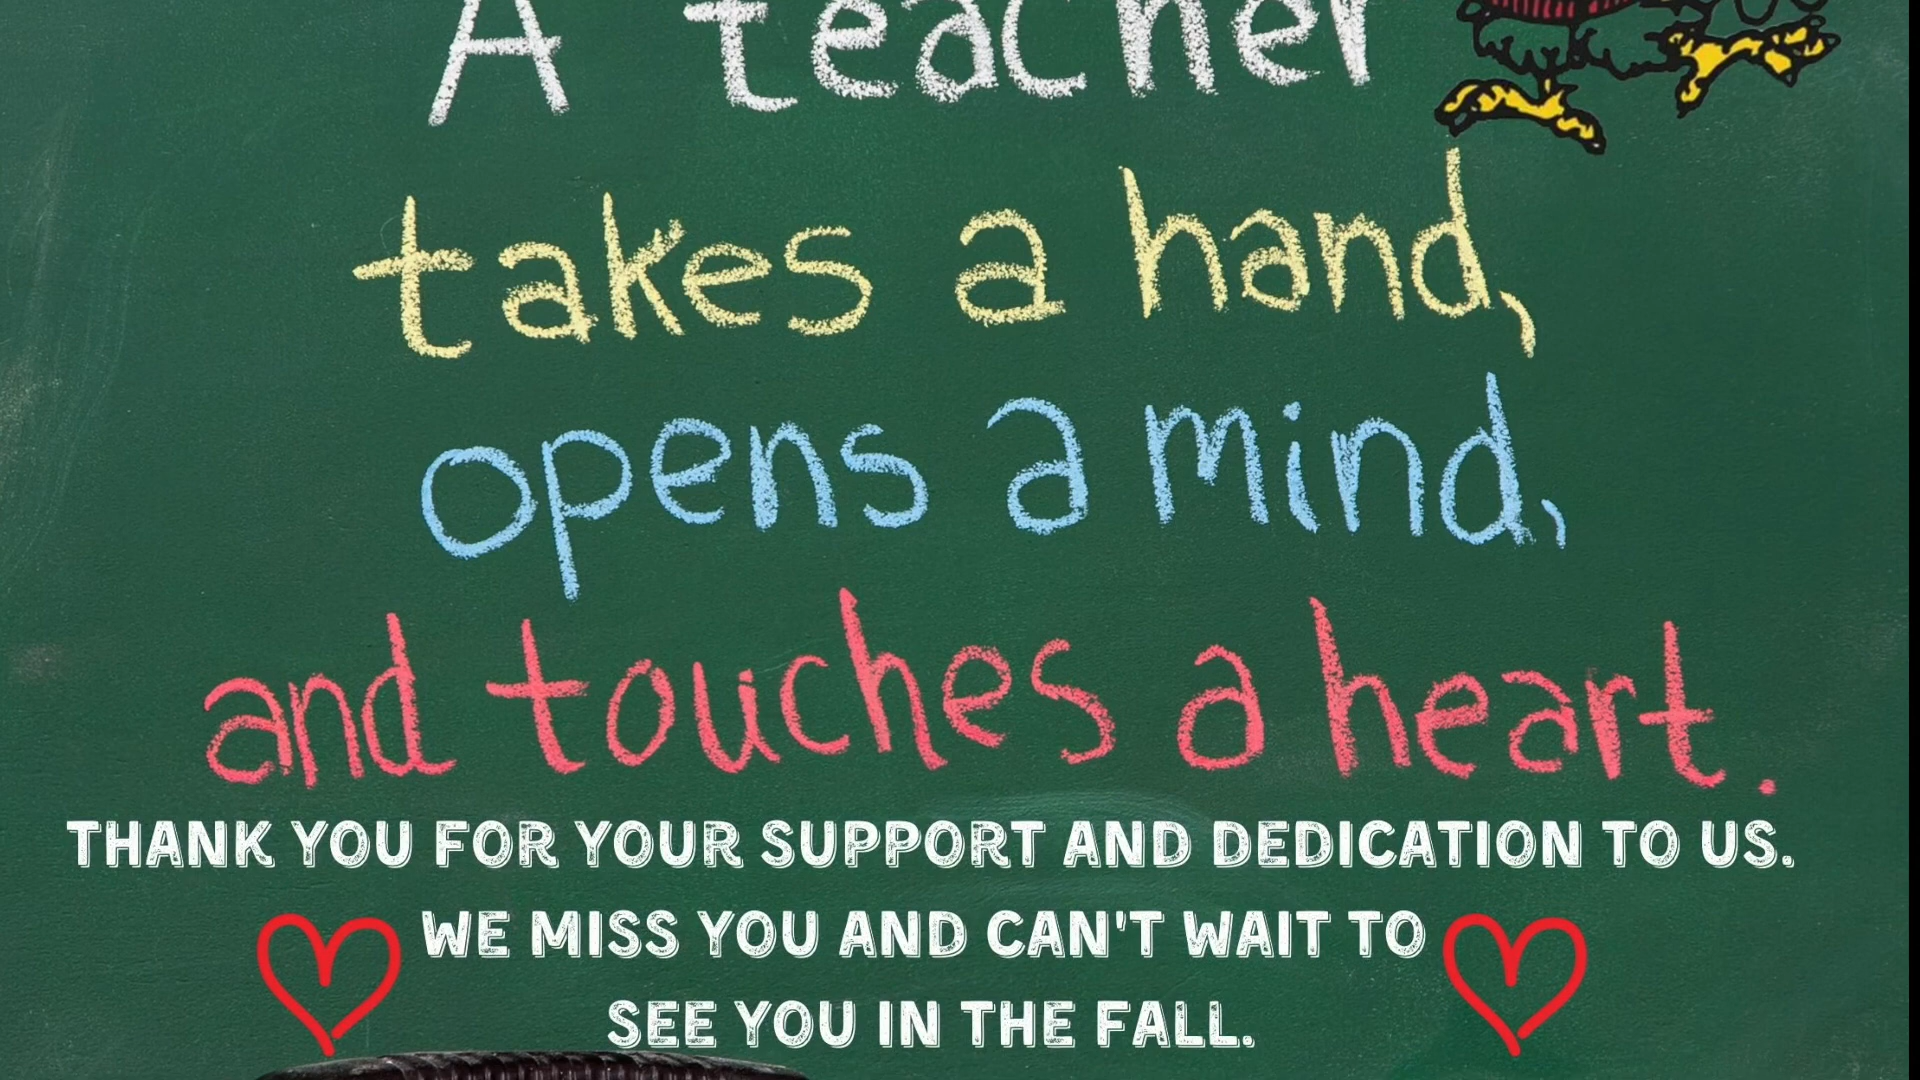 A teacher
takes a hand,
opens a mind,
and touches a heart.
THANK YOU FOR YOUR SUPPORT AND DEDICATION TO US.
WE MISS YOU AND CAN'T WAIT TO
SEE YOU IN THE FALL.